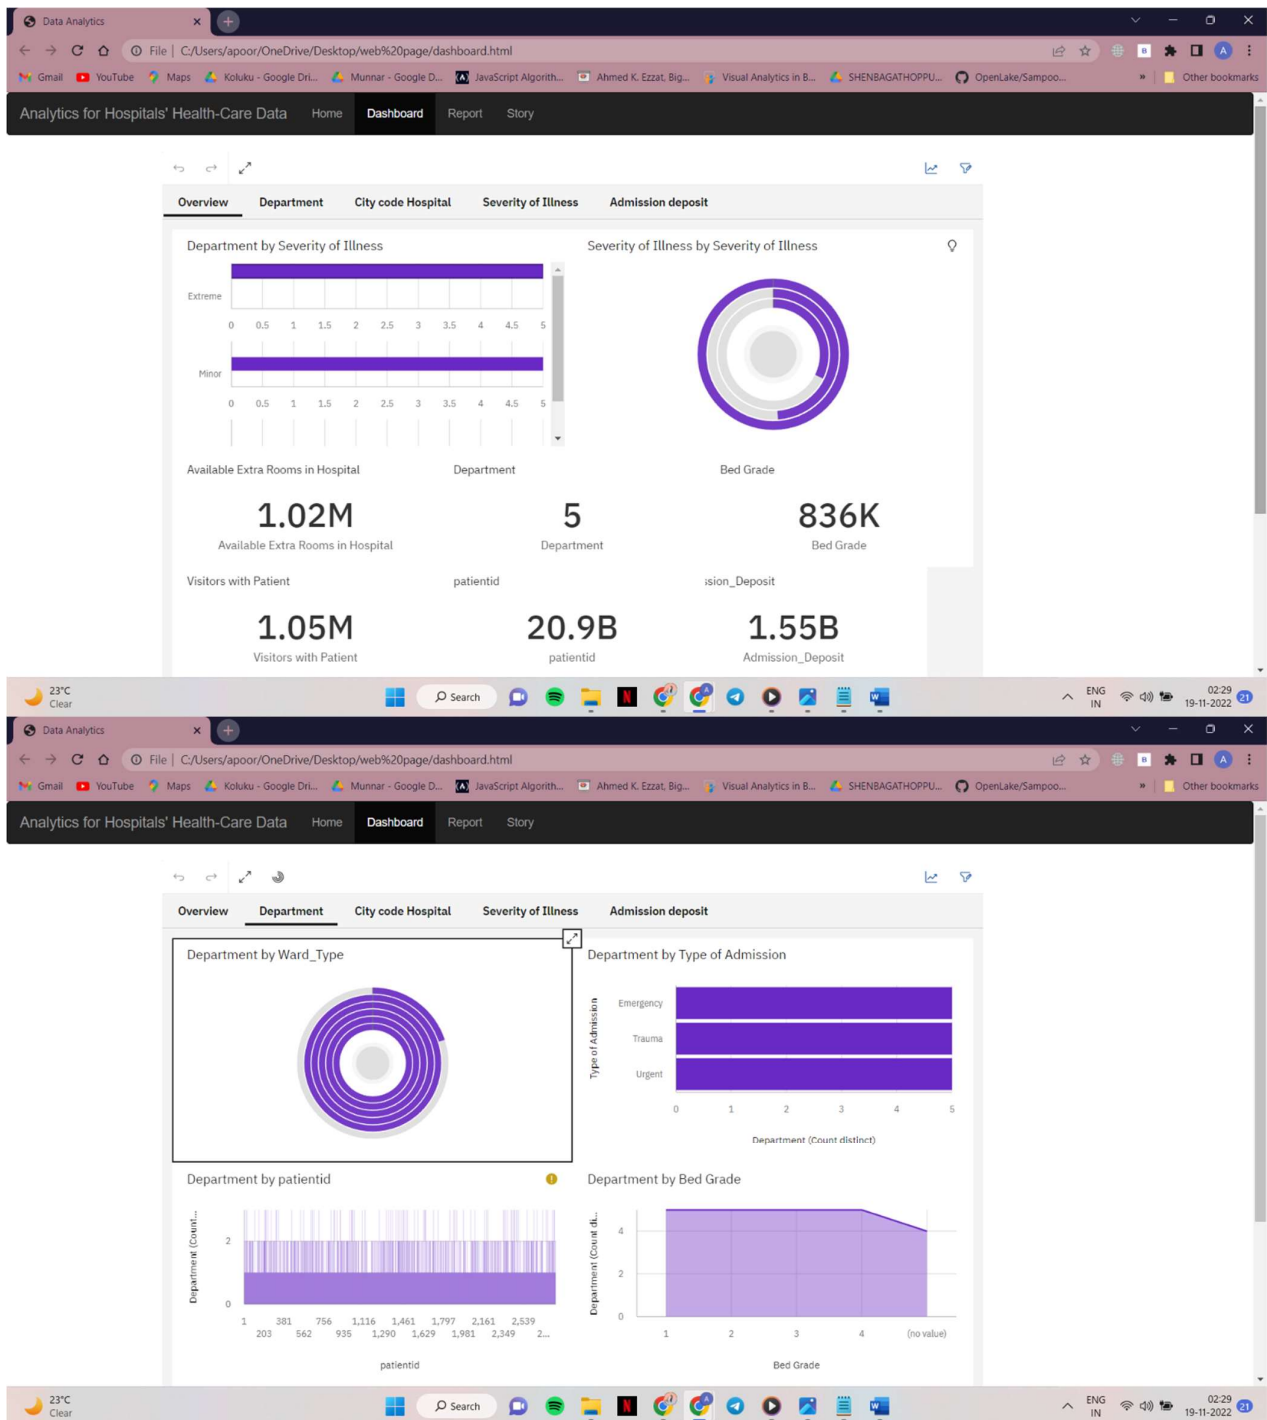 Data Analytics
File | C:/Users/apoor/OneDrive/Desktop/web%20page/dashboard.html
Gmail YouTube Maps Koluku - Google Dri... Munnar - Google D... JavaScript Algorith... Ahmed K. Ezzat, Big... Visual Analytics in B... SHENBAGATHOPPU... OpenLake/Sampoo... » Other bookmarks
Analytics for Hospitals' Health-Care Data Home Dashboard Report Story
Overview Department City code Hospital Severity of Illness Admission deposit
Department by Severity of Illness
Extreme
0 0.5 1 1.5 2 2.5 3 3.5 4 4.5 5
Minor
0 0.5 1 1.5 2 2.5 3 3.5 4 4.5 5
Severity of Illness by Severity of Illness
Available Extra Rooms in Hospital Department Bed Grade
1.02M 5 836K
Available Extra Rooms in Hospital Department Bed Grade
Visitors with Patient patientid ssion_Deposit
1.05M 20.9B 1.55B
Visitors with Patient patientid Admission_Deposit
23°C
Clear
Search
ENG
IN
02:29
19-11-2022
21
Data Analytics
File | C:/Users/apoor/OneDrive/Desktop/web%20page/dashboard.html
Gmail YouTube Maps Koluku - Google Dri... Munnar - Google D... JavaScript Algorith... Ahmed K. Ezzat, Big... Visual Analytics in B... SHENBAGATHOPPU... OpenLake/Sampoo... » Other bookmarks
Analytics for Hospitals' Health-Care Data Home Dashboard Report Story
Overview Department City code Hospital Severity of Illness Admission deposit
Department by Ward_Type
Department by Type of Admission
Type of Admission
Emergency
Trauma
Urgent
0 1 2 3 4 5
Department (Count distinct)
Department by patientid
Department (Count...
2
0
1 381 756 1,116 1,461 1,797 2,161 2,539
203 562 935 1,290 1,629 1,981 2,349 2...
patientid
Department by Bed Grade
Department (Count di...
4
2
0
1 2 3 4 (no value)
Bed Grade
23°C
Clear
Search
ENG
IN
02:29
19-11-2022
21